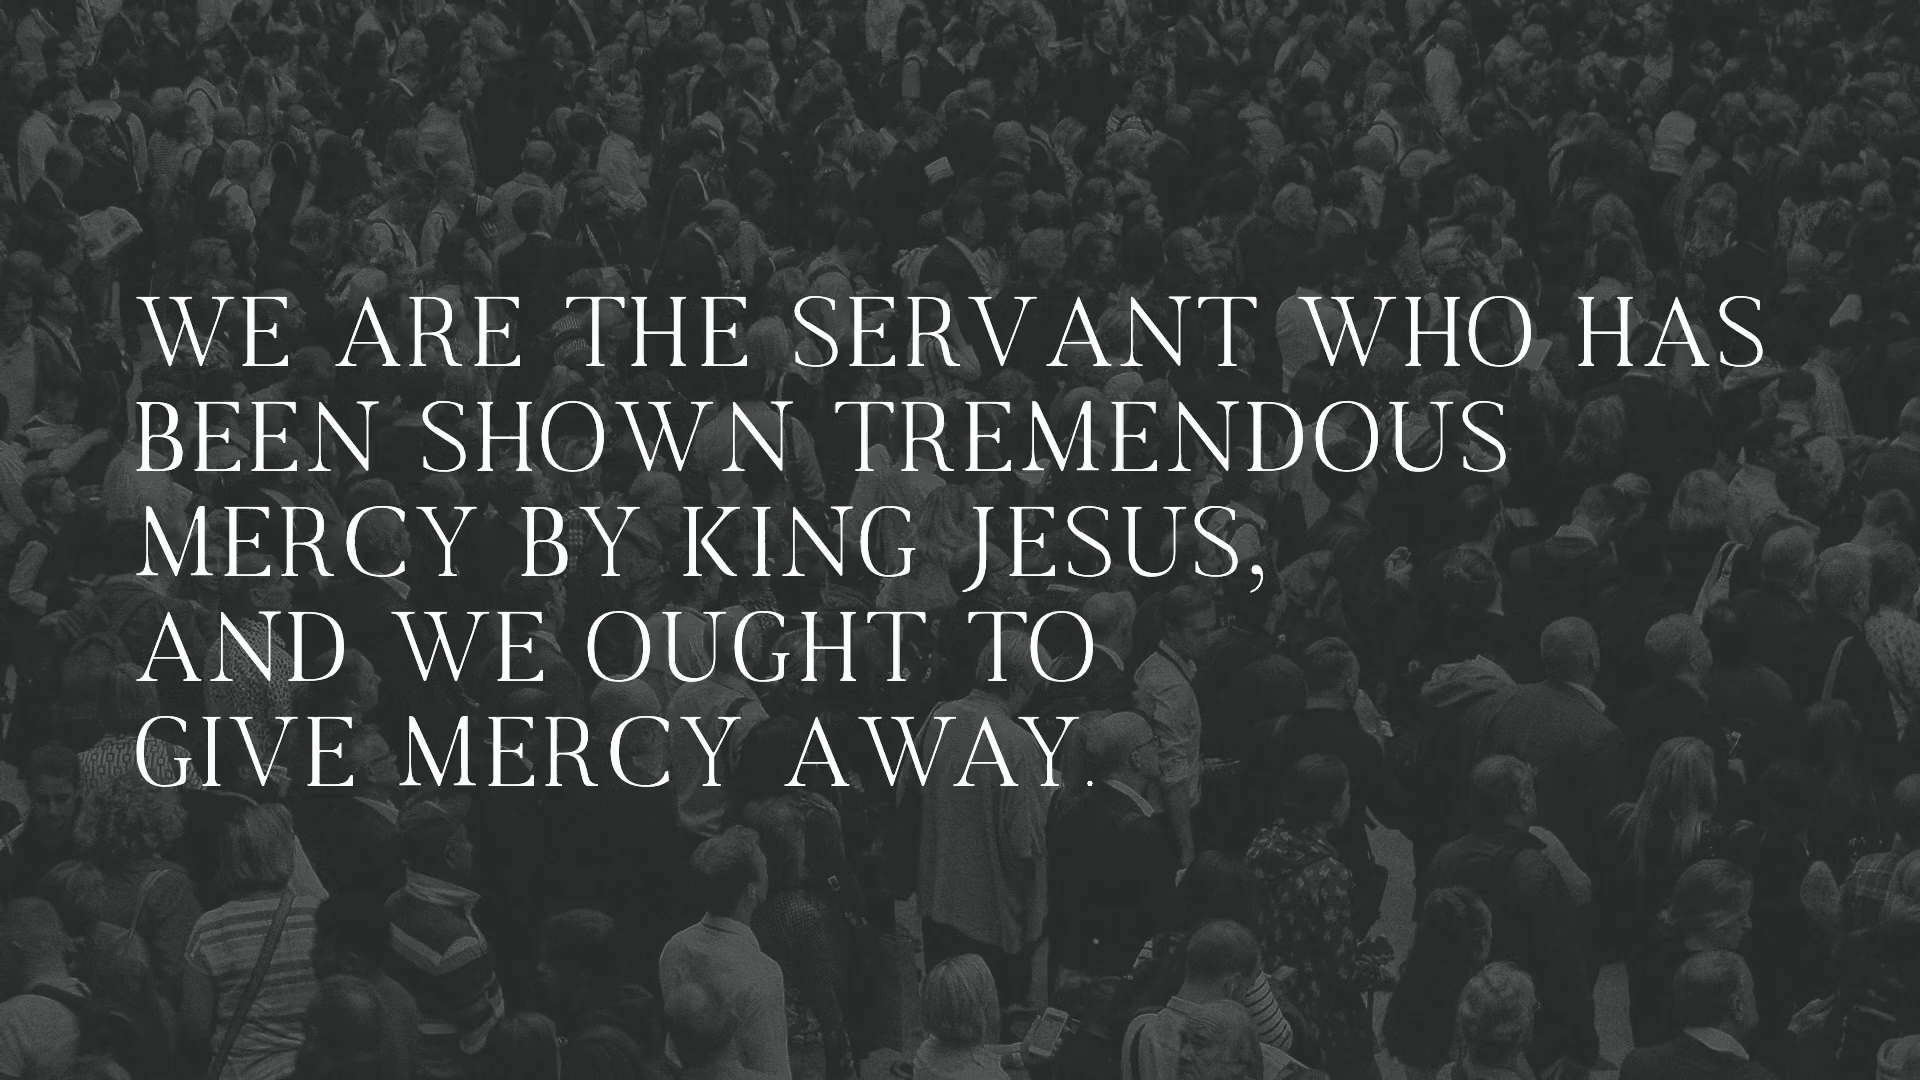 WE ARE THE SERVANT WHO HAS
BEEN SHOWN TREMENDOUS
MERCY BY KING JESUS,
AND WE OUGHT TO
GIVE MERCY AWAY.